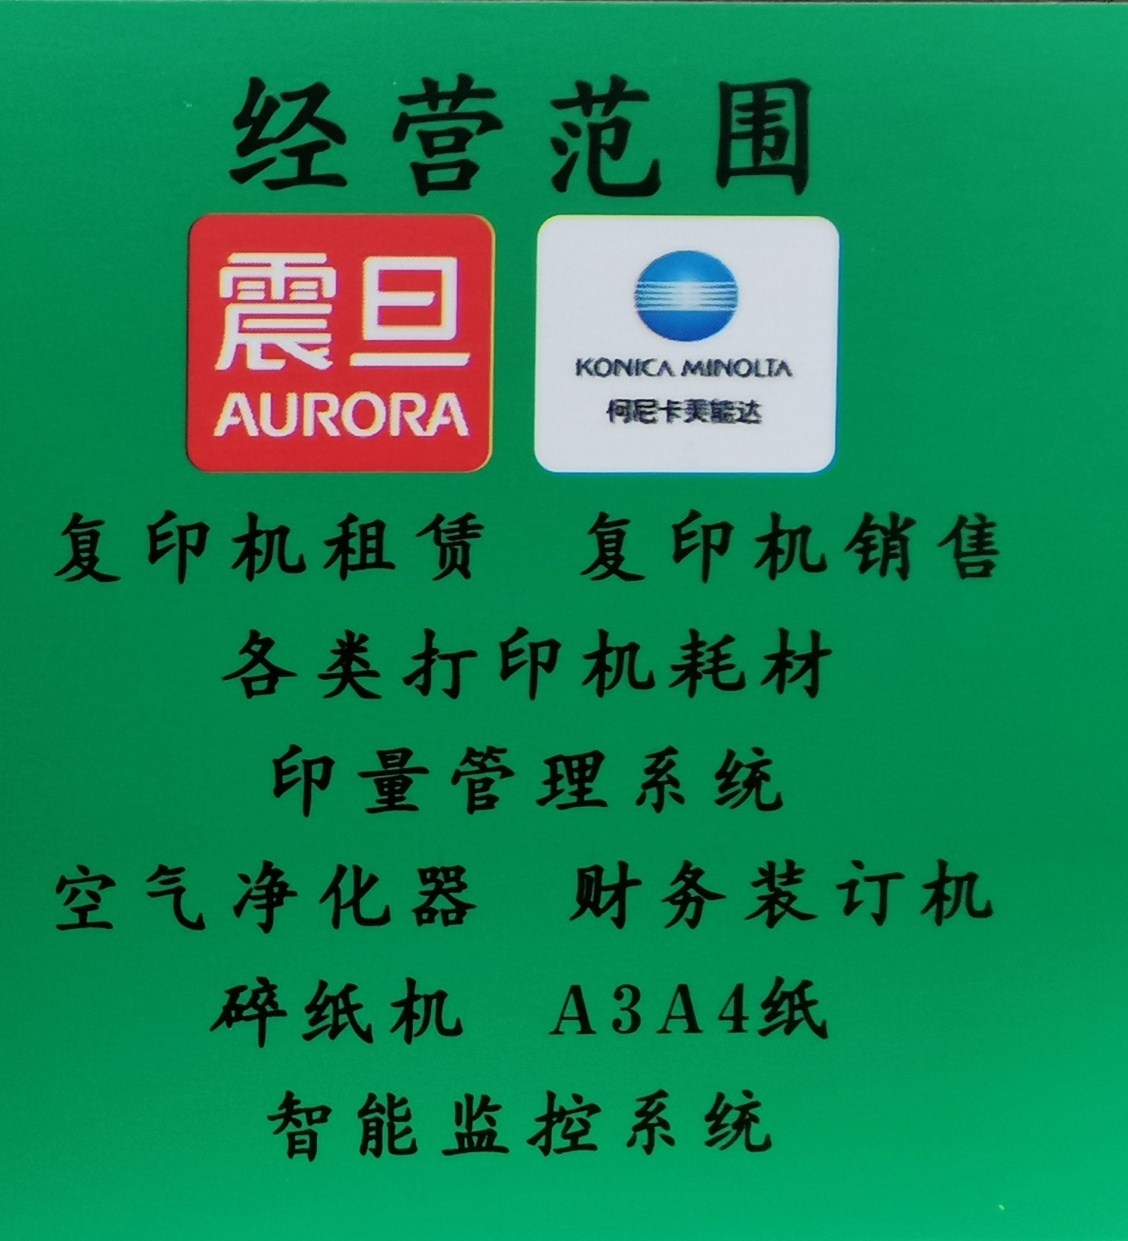 经营范围
震旦
AURORA
KONICA MINOLTA
柯尼卡美能达
复印机租赁 复印机销售
各类打印机耗材
印量管理系统
空气净化器 财务装订机
碎纸机 A3A4纸
智能监控系统